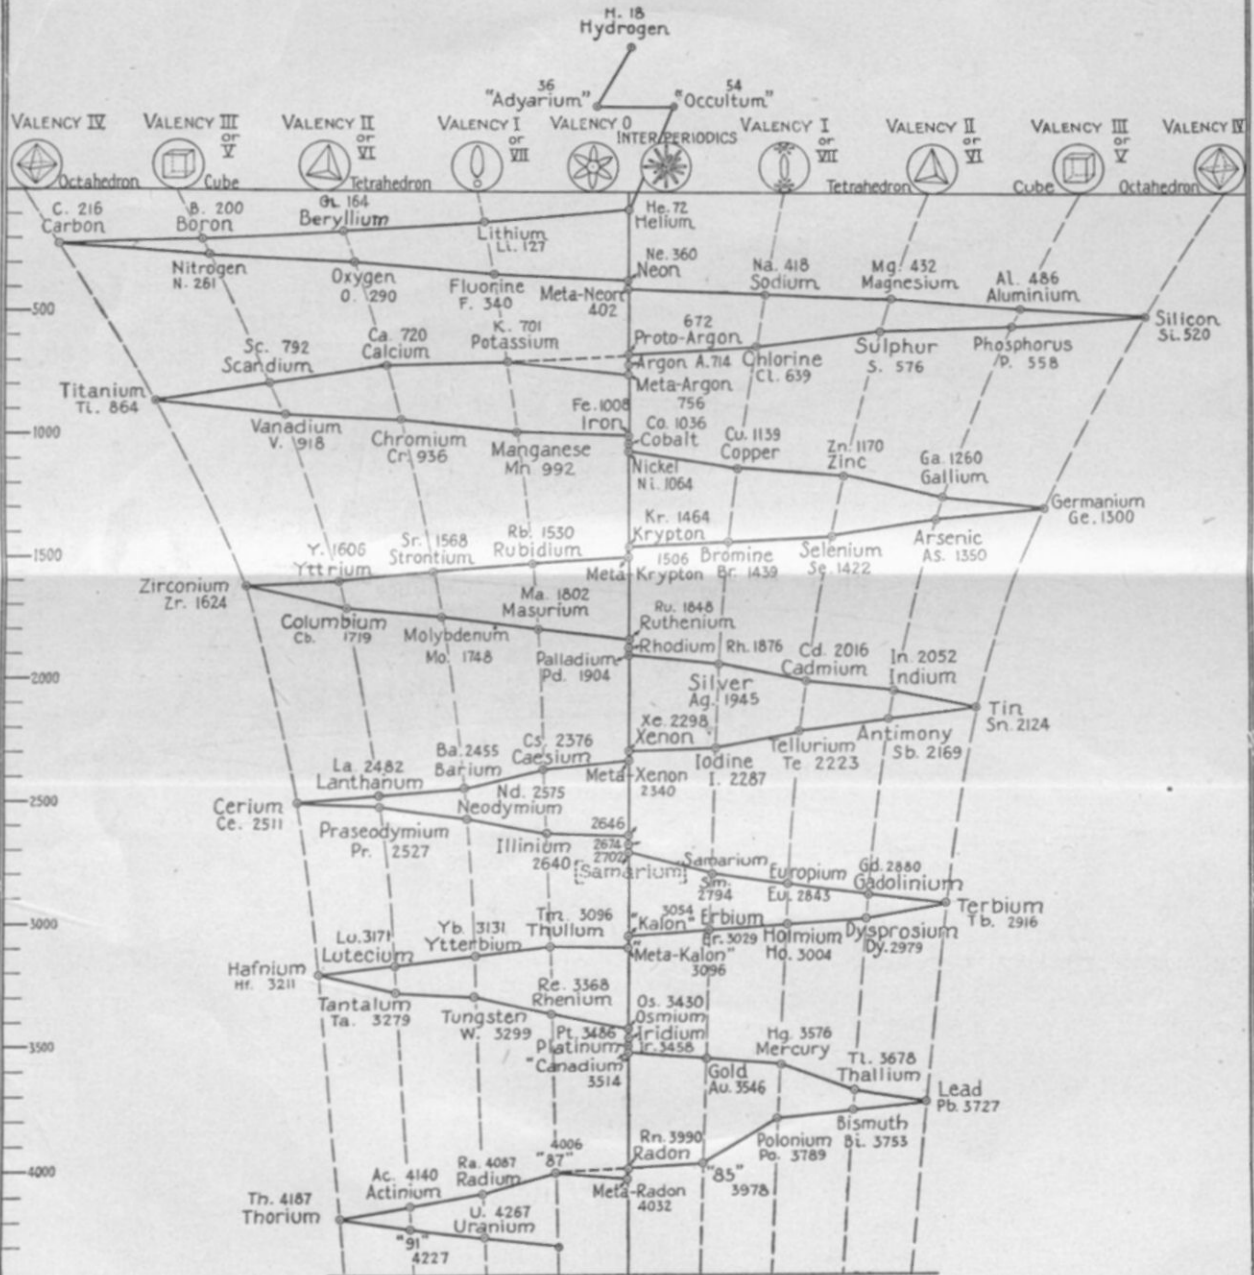 H. 18
Hydrogen
36
"Adyarium"
54
"Occultum"
VALENCY IV
VALENCY III
or
V
VALENCY II
or
VI
VALENCY I
or
VII
VALENCY 0
INTERPERIODICS
VALENCY I
or
VII
VALENCY II
or
VI
VALENCY III
or
V
VALENCY IV
Octahedron
Cube
Tetrahedron
Tetrahedron
Cube
Octahedron
C. 216
Carbon
B. 200
Boron
164
Beryllium
Lithium
Li. 127
He. 72
Helium
Nitrogen
N. 261
Oxygen
O. 290
Fluorine
F. 340
Ne. 360
Neon
Meta-Neon
402
Na. 418
Sodium
Mg. 432
Magnesium
Al. 486
Aluminium
500
Silicon
Si. 520
Sc. 792
Scandium
Ca. 720
Calcium
K. 701
Potassium
672
Proto-Argon
Argon A. 714
Meta-Argon
756
Chlorine
Cl. 639
Sulphur
S. 576
Phosphorus
P. 558
Titanium
Ti. 864
Vanadium
V. 918
Chromium
Cr. 936
Manganese
Mn. 992
Fe. 1008
Iron
Co. 1036
Cobalt
Nickel
Ni. 1064
Cu. 1139
Copper
Zn. 1170
Zinc
Ga. 1260
Gallium
Germanium
Ge. 1300
1000
Y. 1606
Yttrium
Sr. 1568
Strontium
Rb. 1530
Rubidium
Kr. 1464
Krypton
1506
Meta-Krypton
Bromine
Br. 1439
Selenium
Se. 1422
Arsenic
As. 1350
1500
Zirconium
Zr. 1624
Columbium
Cb. 1719
Molybdenum
Mo. 1748
Ma. 1802
Masurium
Ru. 1848
Ruthenium
Rhodium Rh. 1876
Palladium
Pd. 1904
Silver
Ag. 1945
Cd. 2016
Cadmium
In. 2052
Indium
Tin
Sn. 2124
2000
La. 2482
Lanthanum
Ba. 2455
Barium
Cs. 2376
Caesium
Xe. 2298
Xenon
Meta-Xenon
2340
Iodine
I. 2287
Tellurium
Te 2223
Antimony
Sb. 2169
2500
Cerium
Ce. 2511
Praseodymium
Pr. 2527
Nd. 2575
Neodymium
Illinium
2640
2646
2674
2702
[Samarium]
Samarium
Sm.
2794
Europium
Eu. 2843
Gd. 2880
Gadolinium
Terbium
Tb. 2916
3000
Lu. 3171
Lutecium
Yb. 3131
Ytterbium
Tm. 3096
Thulium
3054
"Kalon"
"Meta-Kalon"
3096
Erbium
Er. 3029
Holmium
Ho. 3004
Dysprosium
Dy. 2979
Hafnium
Hf. 3211
Tantalum
Ta. 3279
Tungsten
W. 3299
Re. 3368
Rhenium
Os. 3430
Osmium
Iridium
Ir. 3458
Pt. 3486
Platinum
"Canadium"
3514
Gold
Au. 3546
Hg. 3576
Mercury
Tl. 3678
Thallium
Lead
Pb. 3727
3500
Ac. 4140
Actinium
Ra. 4087
Radium
4006
"87"
Rn. 3990
Radon
Meta-Radon
4032
"85"
3978
Polonium
Po. 3789
Bismuth
Bi. 3753
4000
Th. 4187
Thorium
"91"
4227
U. 4267
Uranium